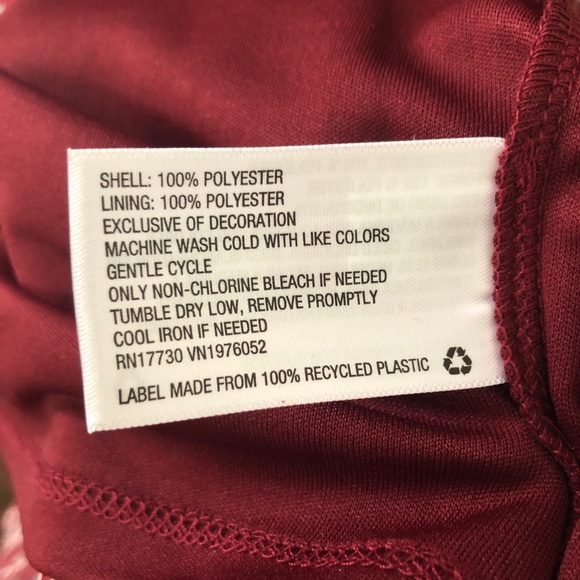 SHELL: 100% POLYESTER
LINING: 100% POLYESTER
EXCLUSIVE OF DECORATION
MACHINE WASH COLD WITH LIKE COLORS
GENTLE CYCLE
ONLY NON-CHLORINE BLEACH IF NEEDED
TUMBLE DRY LOW, REMOVE PROMPTLY
COOL IRON IF NEEDED
RN17730 VN1976052
LABEL MADE FROM 100% RECYCLED PLASTIC